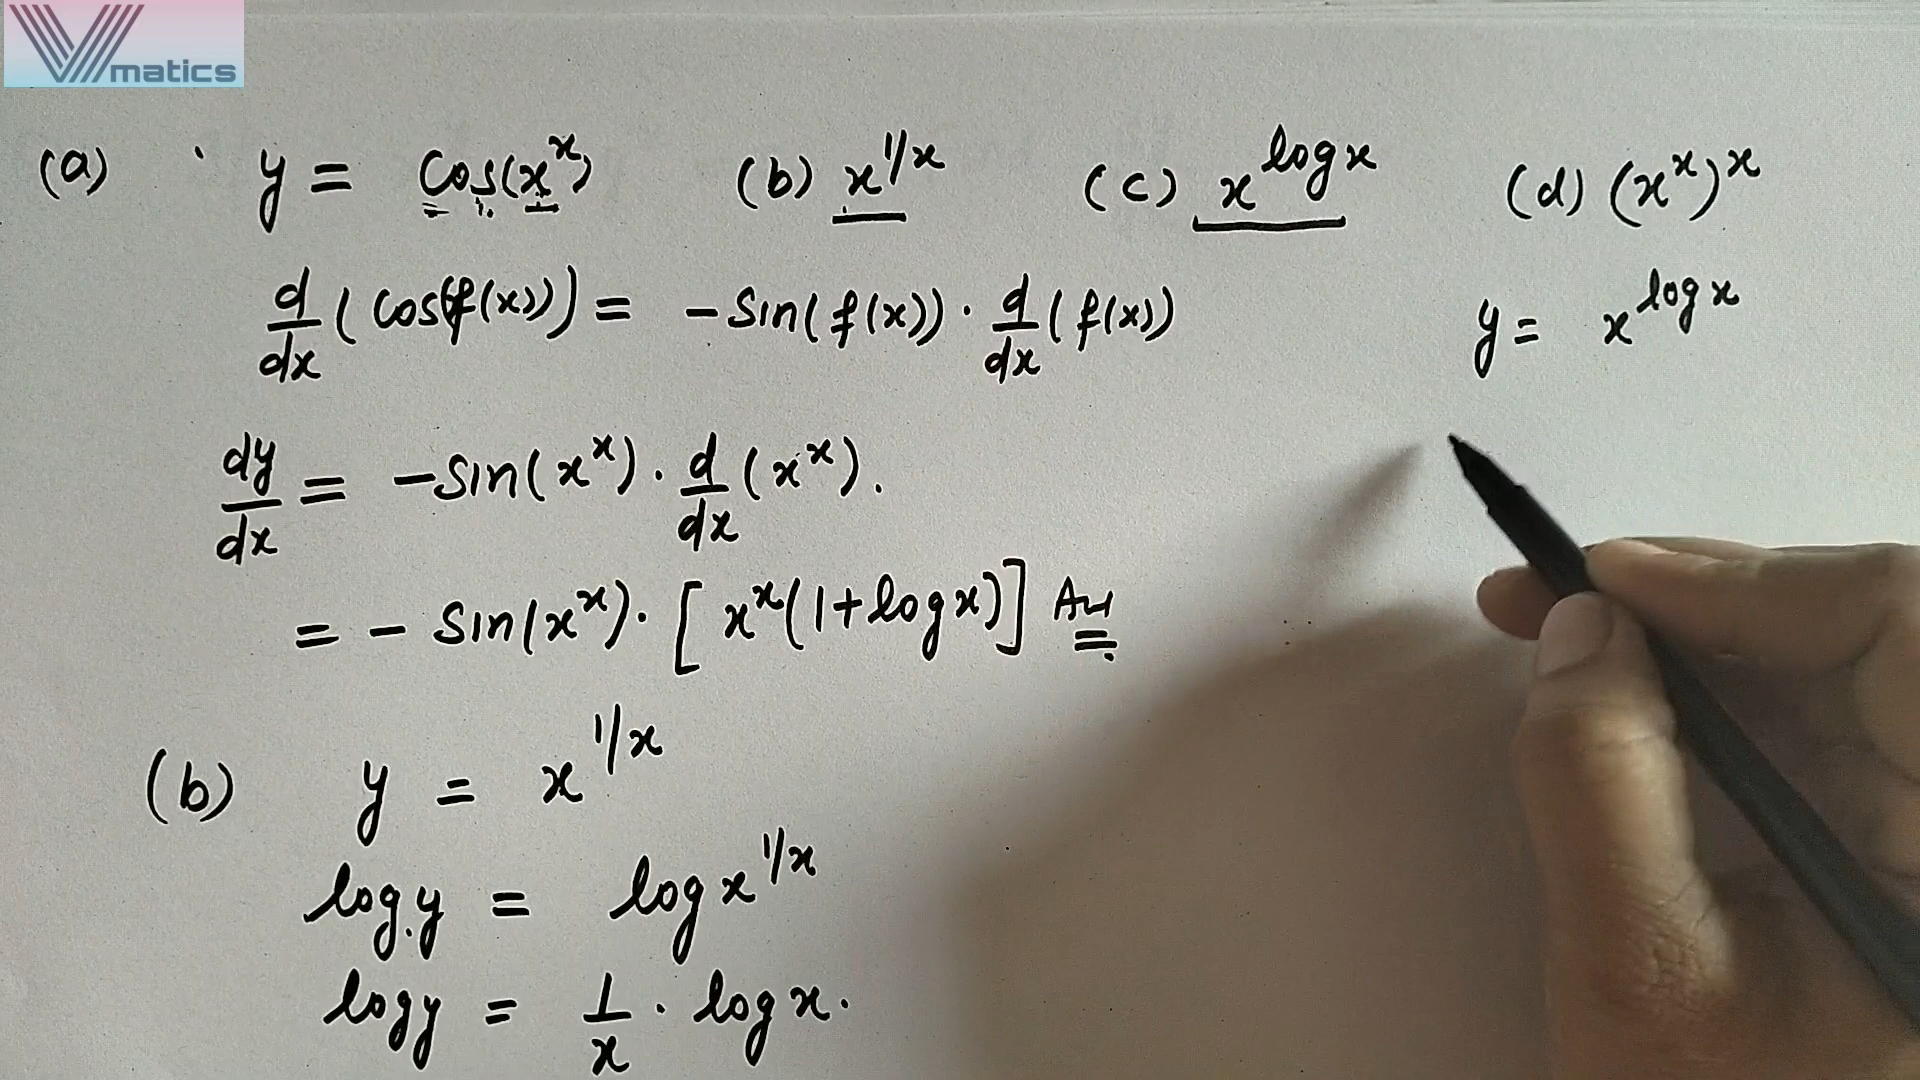 Vmatics
(a) y = cos(x^x) (b) x^1/x (c) x^log x (d) (x^x)^x
d/dx (cos(f(x))) = -sin(f(x)) · d/dx (f(x))
y = x^log x
dy/dx = -sin(x^x) · d/dx (x^x).
= - sin(x^x) · [x^x(1+log x)] Ans
(b) y = x^1/x
log y = log x^1/x
log y = 1/x · log x.